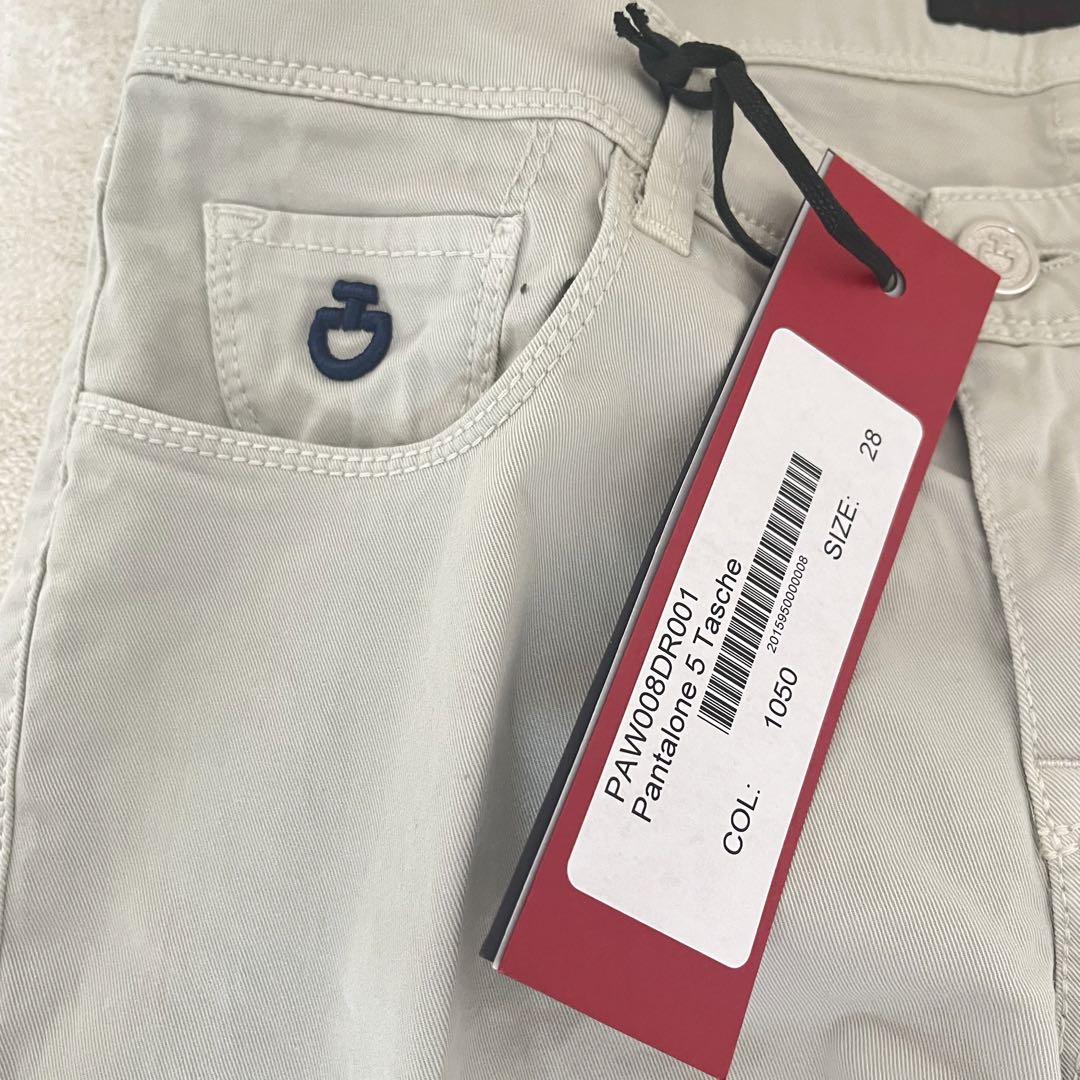 PAW008DR001
Pantalone 5 Tasche
2015950000008
COL: 1050 SIZE: 28